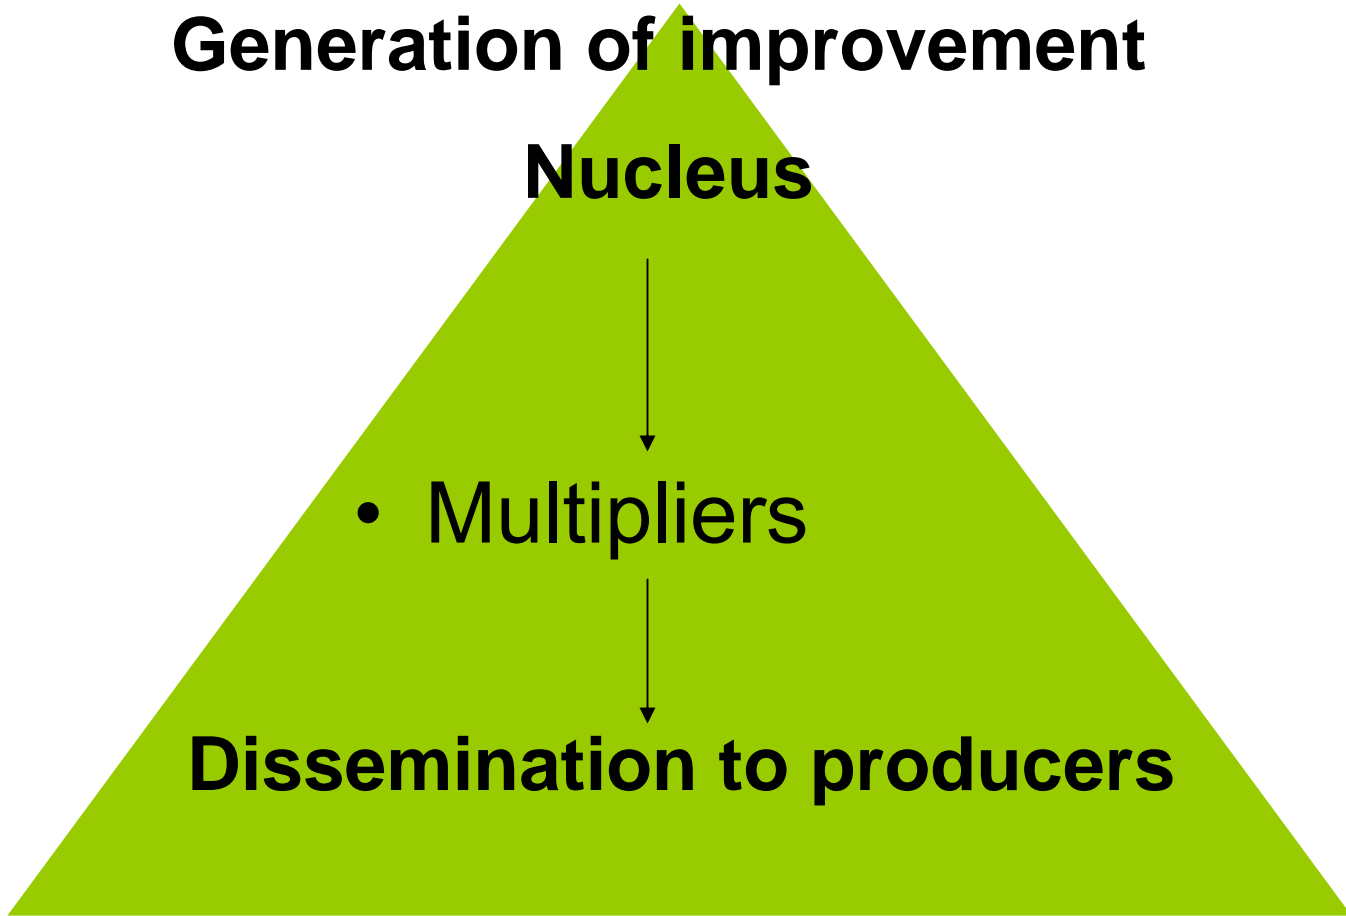 Generation of improvement
Nucleus
• Multipliers
Dissemination to producers